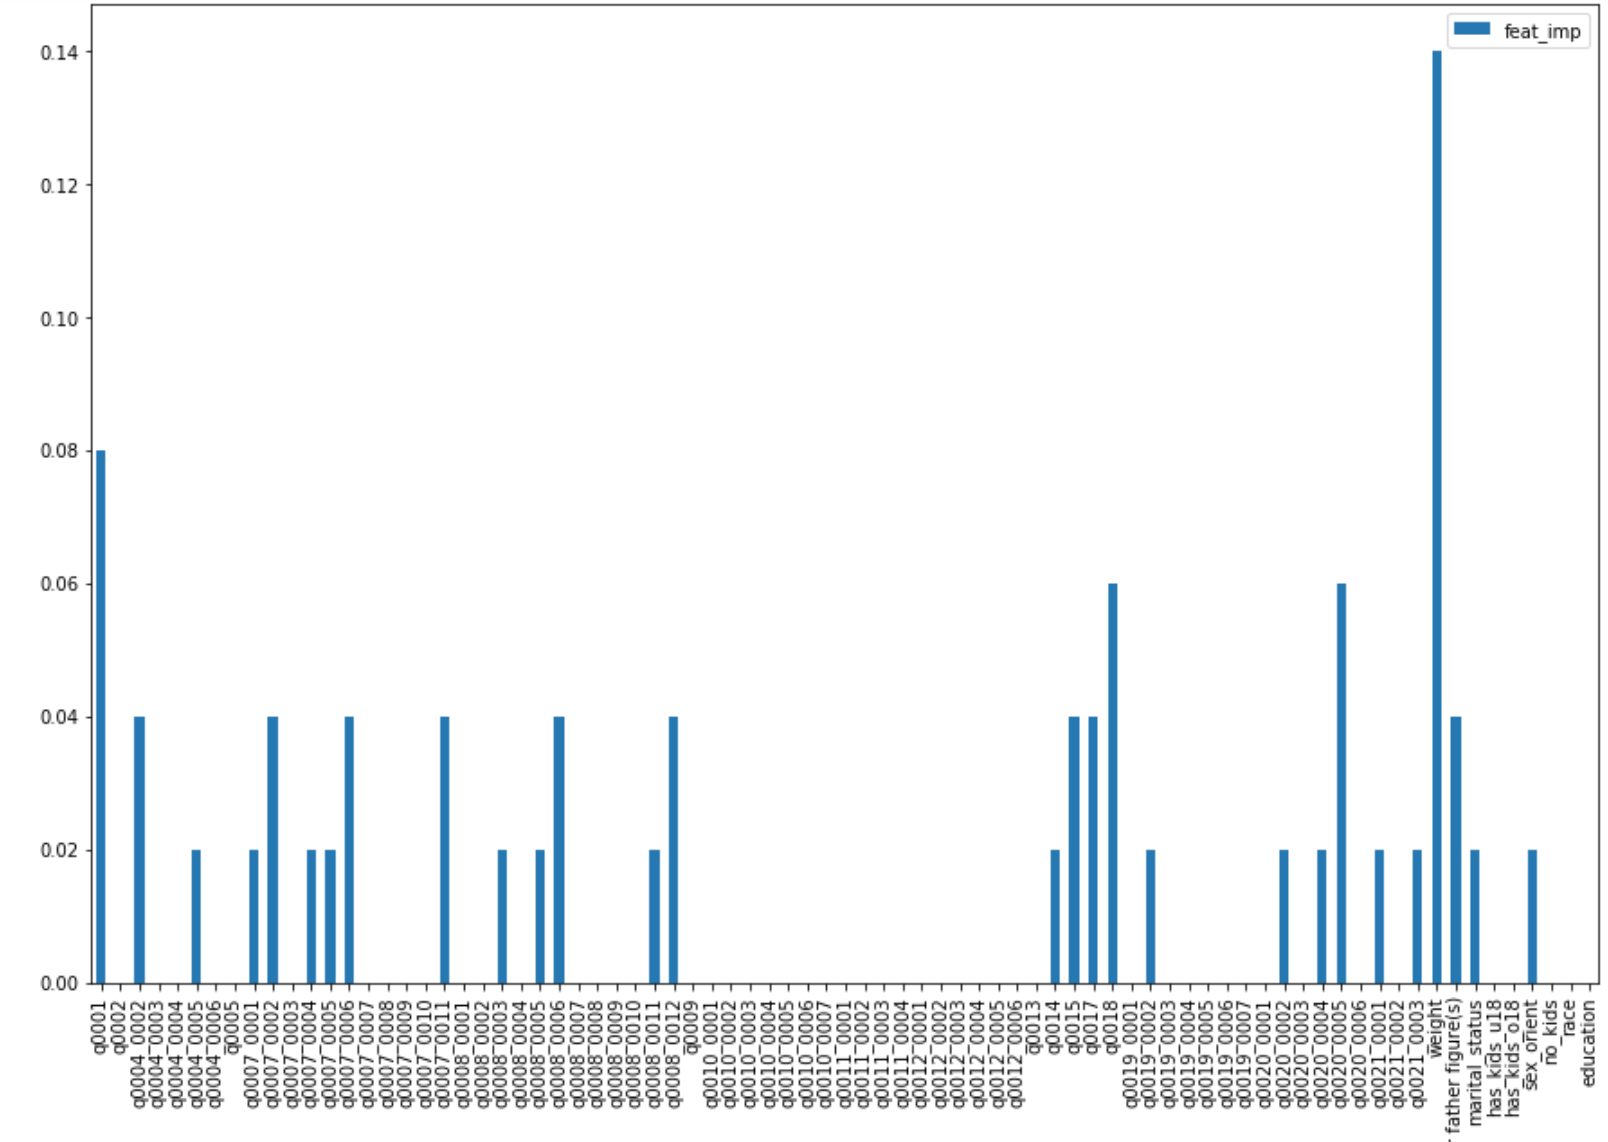 feat_imp
0.14
0.12
0.10
0.08
0.06
0.04
0.02
0.00
q0001
q0002
q0004_0002
q0004_0003
q0004_0004
q0004_0005
q0004_0006
q0005
q0007_0001
q0007_0002
q0007_0003
q0007_0004
q0007_0005
q0007_0006
q0007_0007
q0007_0008
q0007_0009
q0007_0010
q0007_0011
q0008_0001
q0008_0002
q0008_0003
q0008_0004
q0008_0005
q0008_0006
q0008_0007
q0008_0008
q0008_0009
q0008_0010
q0008_0011
q0008_0012
q0009
q0010_0001
q0010_0002
q0010_0003
q0010_0004
q0010_0005
q0010_0006
q0010_0007
q0011_0001
q0011_0002
q0011_0003
q0011_0004
q0012_0001
q0012_0002
q0012_0003
q0012_0004
q0012_0005
q0012_0006
q0013
q0014
q0015
q0017
q0018
q0019_0001
q0019_0002
q0019_0003
q0019_0004
q0019_0005
q0019_0006
q0019_0007
q0020_0001
q0020_0002
q0020_0003
q0020_0004
q0020_0005
q0020_0006
q0021_0001
q0021_0002
q0021_0003
weight
father figure(s)
marital_status
has_kids_u18
has_kids_o18
sex_orient
no_kids
race
education